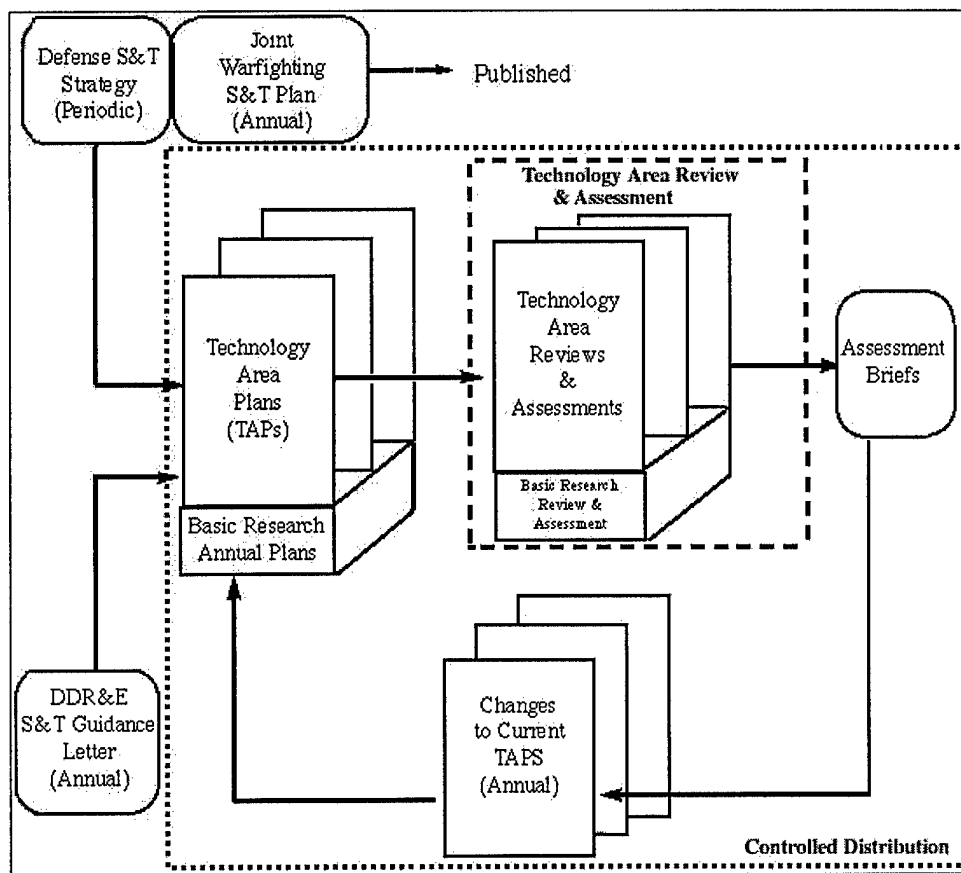 Defense S&T
Strategy
(Periodic)
Joint
Warfighting
S&T Plan
(Annual)
Published
Technology Area Review
& Assessment
Technology
Area
Plans
(TAPs)
Basic Research
Annual Plans
Technology
Area
Reviews
&
Assessments
Basic Research
Review &
Assessment
Assessment
Briefs
DDR&E
S&T Guidance
Letter
(Annual)
Changes
to Current
TAPS
(Annual)
Controlled Distribution